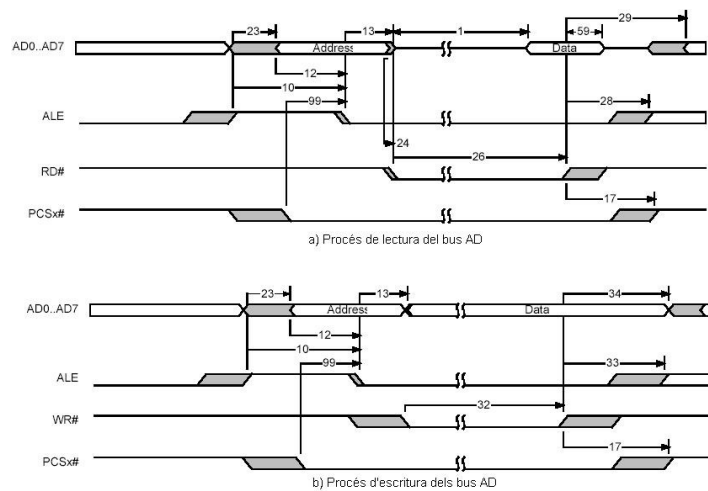 23 13 1 59 29
AD0..AD7 Address Data
12
10
99 28
ALE
24
26
RD#
17
PCSx#
a) Procés de lectura del bus AD
23 13 34
AD0..AD7 Address Data
12
10
99 33
ALE
32
WR#
17
PCSx#
b) Procés d'escritura dels bus AD